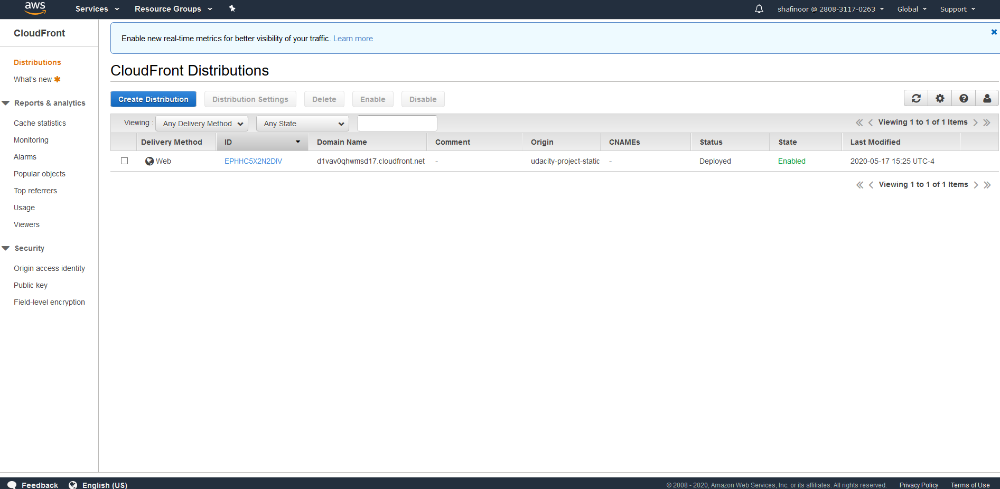 aws Services Resource Groups shafinoor @ 2808-3117-0263 Global Support
CloudFront
Distributions
What's new
Reports & analytics
Cache statistics
Monitoring
Alarms
Popular objects
Top referrers
Usage
Viewers
Security
Origin access identity
Public key
Field-level encryption
Enable new real-time metrics for better visibility of your traffic. Learn more
CloudFront Distributions
Create Distribution Distribution Settings Delete Enable Disable
Viewing : Any Delivery Method Any State Viewing 1 to 1 of 1 Items
Delivery Method ID Domain Name Comment Origin CNAMEs Status State Last Modified
Web EPHHC5X2N2DIV d1vav0qhwmsd17.cloudfront.net - udacity-project-static - Deployed Enabled 2020-05-17 15:25 UTC-4
Viewing 1 to 1 of 1 Items
Feedback English (US) © 2008 - 2020, Amazon Web Services, Inc. or its affiliates. All rights reserved. Privacy Policy Terms of Use